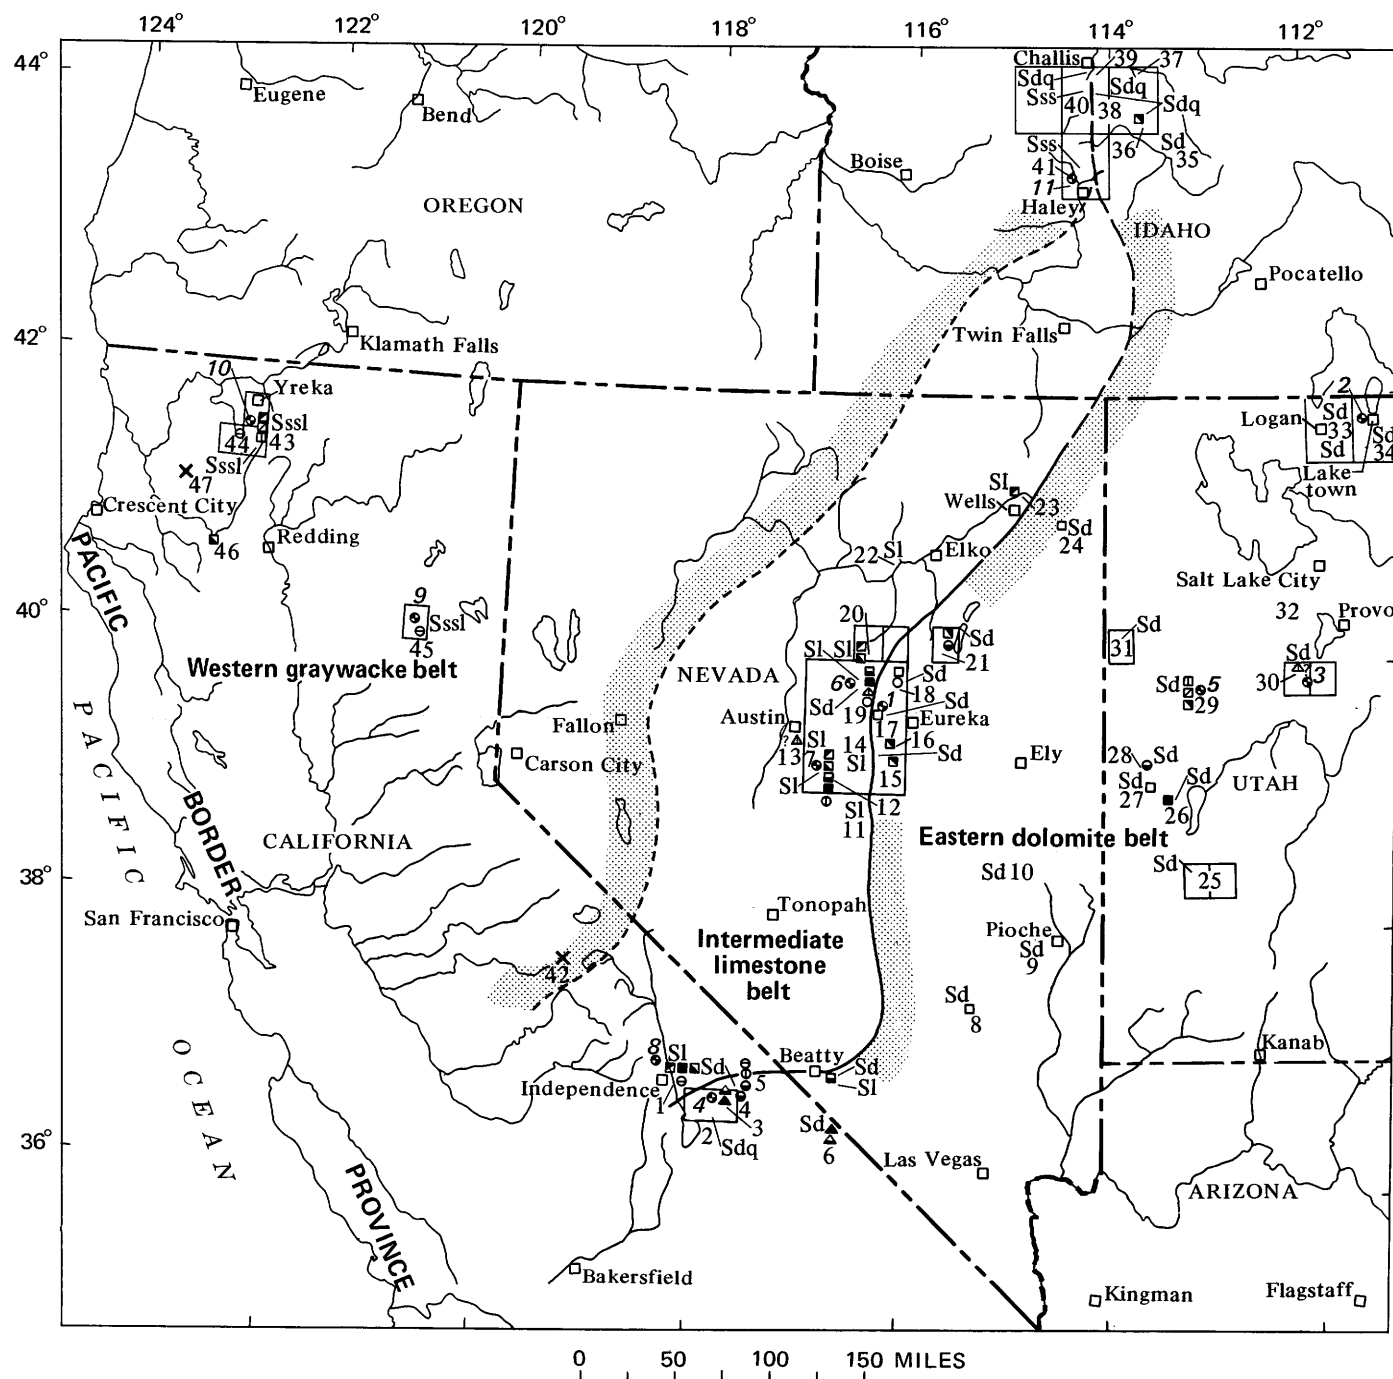 124° 122° 120° 118° 116° 114° 112°
44°
Challis 39 37
Sdq Sdq
Sss 40 38 Sdq
Eugene
Bend
Sss 36 Sd
35
41
11
Boise
Haley
OREGON
IDAHO
Pocatello
42°
Klamath Falls
Twin Falls
10
Yreka
2
Sssl
44 43
Sssl
47
Logan Sd
33 Sd
Sd 34
Lake
town
Crescent City
Sl
Wells 23
46
Redding
Sd
24
22 Sl Elko
Salt Lake City
40°
PACIFIC
9
Sssl
45
20
32 Provo
Sl Sl
Sd
21
Sd
31
Western graywacke belt
NEVADA
6
Sd
18
Sd
30 3
Sd 5
29
Sd
19
1 Sd
17
Fallon
Austin
Eureka
16
Carson City
?
13
Sl
7
14
Sl
Sd
15
Ely
28 Sd
Sd
27
Sd
26
UTAH
Sl
12
Sl
11
PACIFIC
BORDER
CALIFORNIA
Eastern dolomite belt
38°
Sd 10
Sd
25
San Francisco
Tonopah
Pioche
Sd
9
Intermediate
limestone
belt
42
Sd
8
OCEAN
Kanab
8 Sl Sd
Beatty
Sd
Sl
Independence
1
4
5
4
3
2
Sdq
36°
Sd
6
Las Vegas
ARIZONA
PROVINCE
Bakersfield
Kingman
Flagstaff
0 50 100 150 MILES